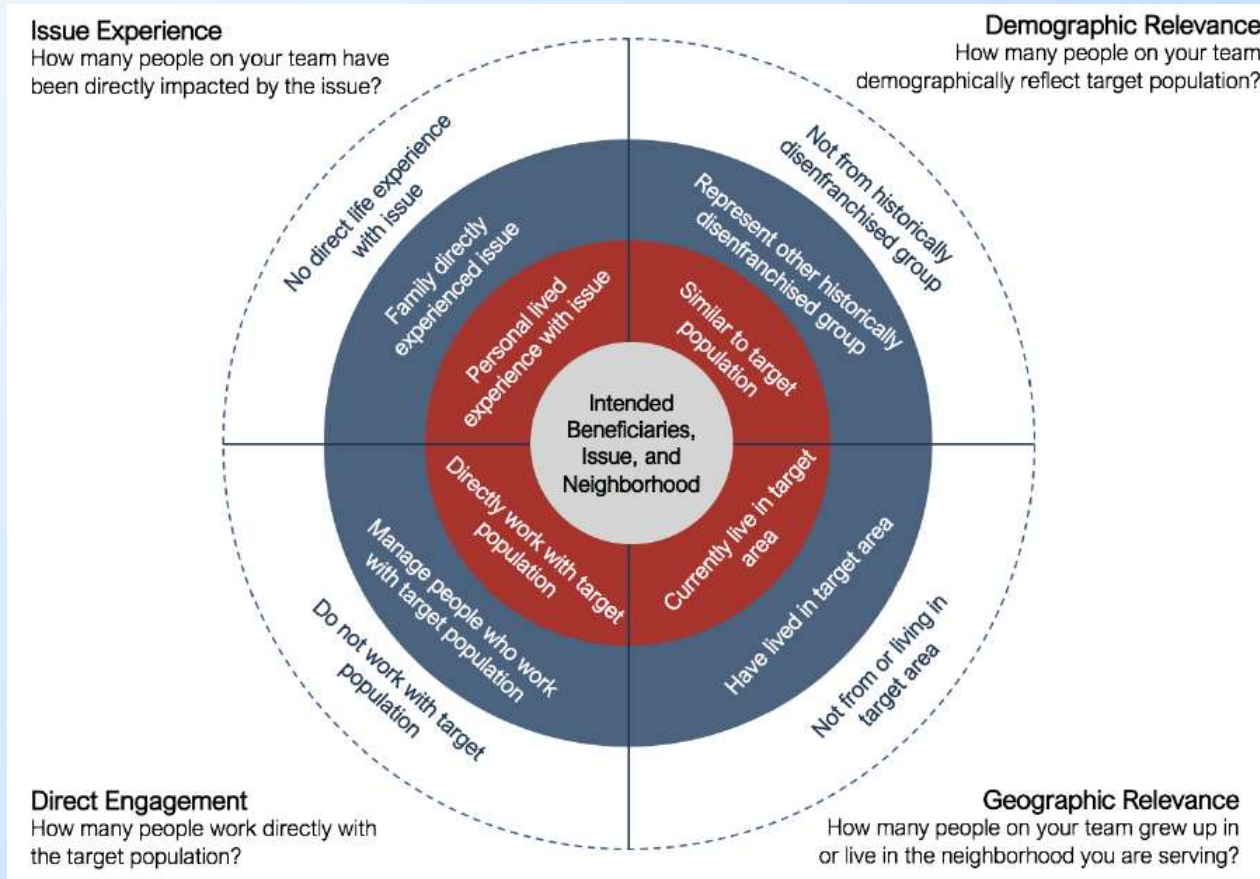 Issue Experience
How many people on your team have
been directly impacted by the issue?
Demographic Relevance
How many people on your team
demographically reflect target population?
No direct life experience
with issue
Family directly
experienced issue
Personal lived
experience with issue
Not from historically
disenfranchised group
Represent other historically
disenfranchised group
Similar to target
population
Intended
Beneficiaries,
Issue, and
Neighborhood
Directly work with target
population
Manage people who work
with target population
Do not work with target
population
Currently live in target
area
Have lived in target area
Not from or living in
target area
Direct Engagement
How many people work directly with
the target population?
Geographic Relevance
How many people on your team grew up in
or live in the neighborhood you are serving?